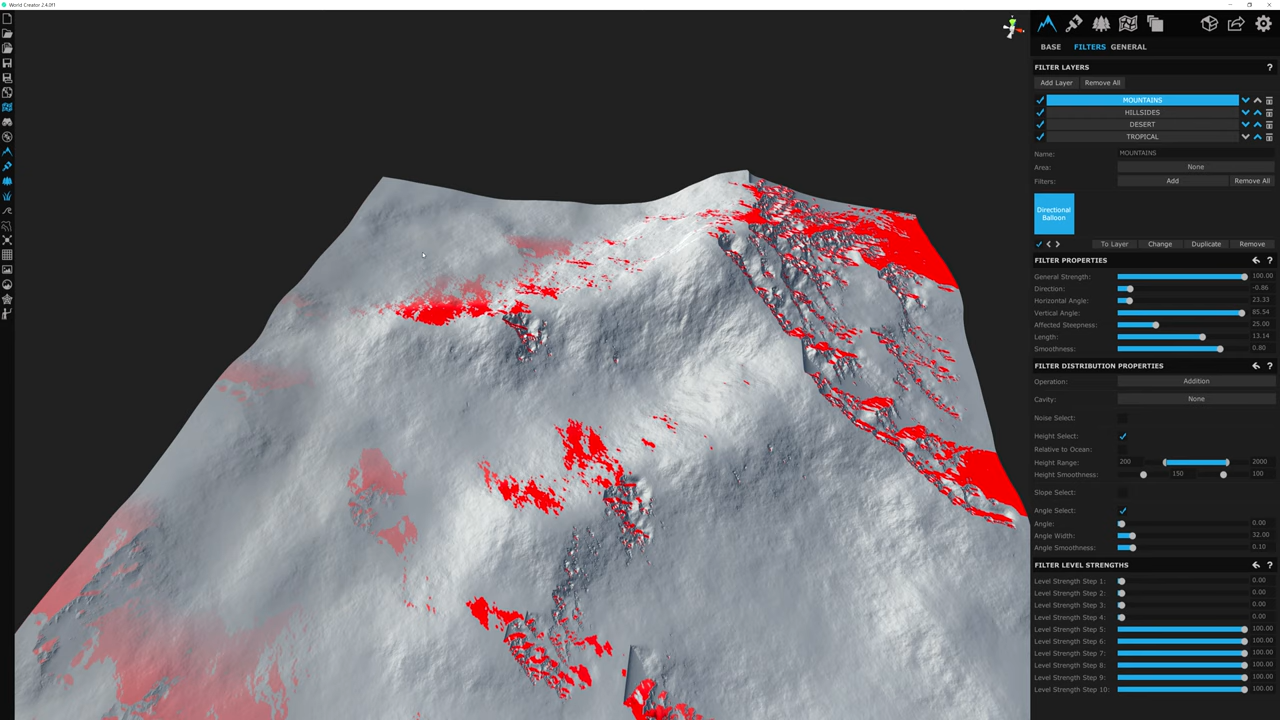 World Creator 2.4.0f1
BASE FILTERS GENERAL
FILTER LAYERS ?
Add Layer Remove All
MOUNTAINS
HILLSIDES
DESERT
TROPICAL
Name: MOUNTAINS
Area: None
Filters: Add Remove All
Directional
Balloon
To Layer Change Duplicate Remove
FILTER PROPERTIES ?
General Strength: 100.00
Direction: -0.86
Horizontal Angle: 23.33
Vertical Angle: 85.54
Affected Steepness: 25.00
Length: 13.14
Smoothness: 0.80
FILTER DISTRIBUTION PROPERTIES ?
Operation: Addition
Cavity: None
Noise Select:
Height Select:
Relative to Ocean:
Height Range: 200 2000
Height Smoothness: 150 100
Slope Select:
Angle Select:
Angle: 0.00
Angle Width: 32.00
Angle Smoothness: 0.10
FILTER LEVEL STRENGTHS ?
Level Strength Step 1: 0.00
Level Strength Step 2: 0.00
Level Strength Step 3: 0.00
Level Strength Step 4: 0.00
Level Strength Step 5: 100.00
Level Strength Step 6: 100.00
Level Strength Step 7: 100.00
Level Strength Step 8: 100.00
Level Strength Step 9: 100.00
Level Strength Step 10: 100.00